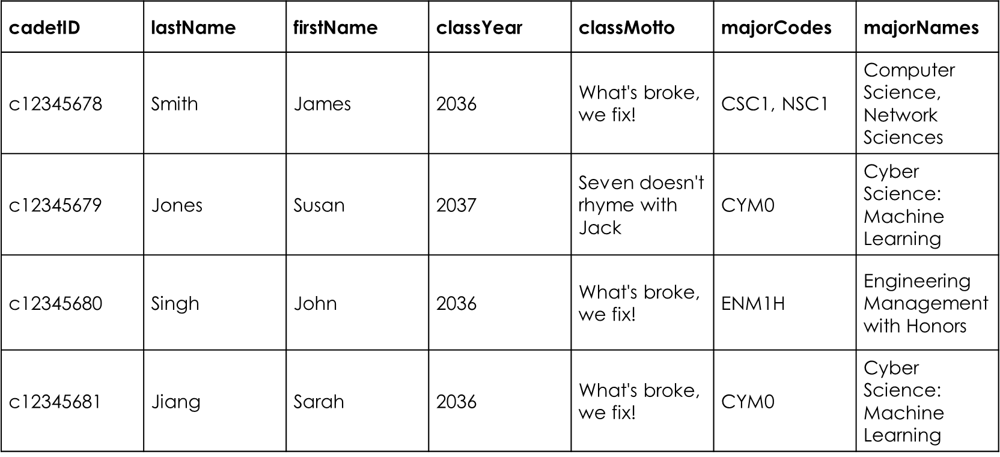 cadetID lastName firstName classYear classMotto majorCodes majorNames
c12345678 Smith James 2036 What's broke, we fix! CSC1, NSC1 Computer Science, Network Sciences
c12345679 Jones Susan 2037 Seven doesn't rhyme with Jack CYM0 Cyber Science: Machine Learning
c12345680 Singh John 2036 What's broke, we fix! ENM1H Engineering Management with Honors
c12345681 Jiang Sarah 2036 What's broke, we fix! CYM0 Cyber Science: Machine Learning